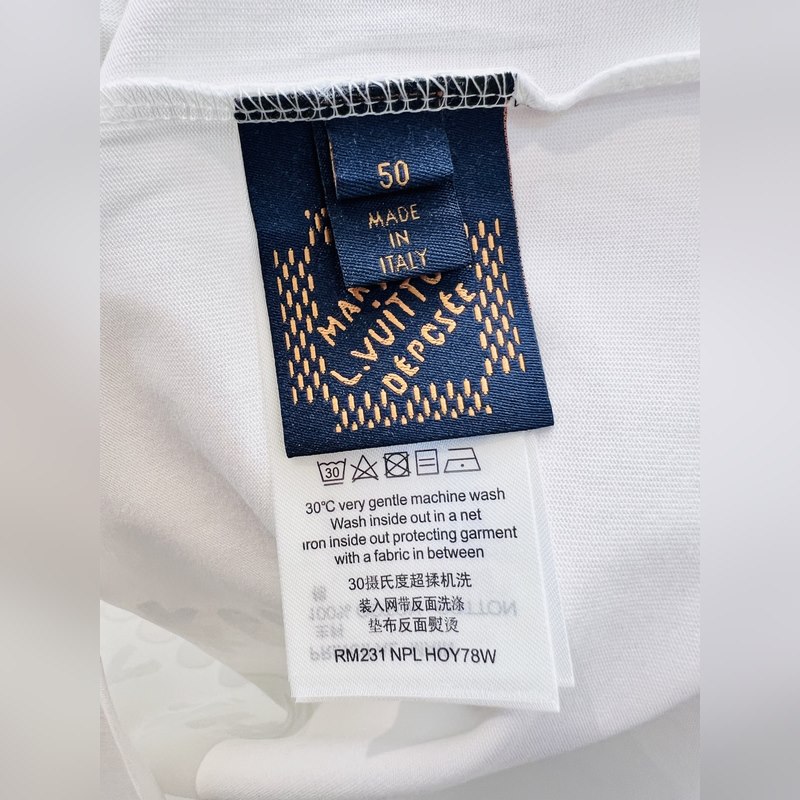 50
MADE
IN
ITALY
L.VUITTO
DÉPOSÉE
30
30°C very gentle machine wash
Wash inside out in a net
Iron inside out protecting garment
with a fabric in between
30摄氏度超揉机洗
装入网带反面洗涤
垫布反面熨烫
RM231 NPL HOY78W